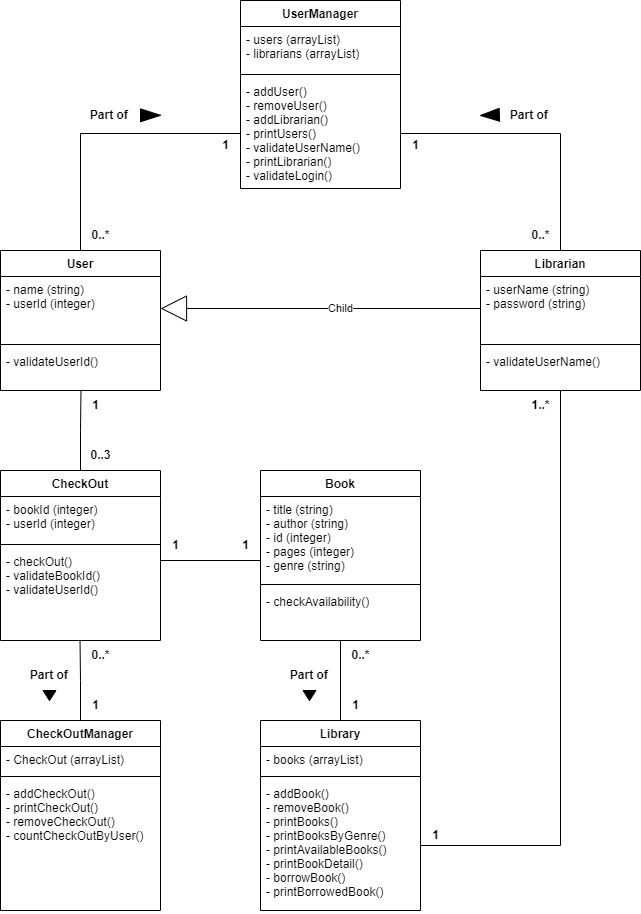 UserManager
- users (arrayList)
- librarians (arrayList)
- addUser()
- removeUser()
- addLibrarian()
- printUsers()
- validateUserName()
- printLibrarian()
- validateLogin()
Part of
Part of
1
1
0..*
0..*
User
- name (string)
- userId (integer)
- validateUserId()
Child
Librarian
- userName (string)
- password (string)
- validateUserName()
1
1..*
0..3
CheckOut
- bookId (integer)
- userId (integer)
- checkOut()
- validateBookId()
- validateUserId()
1
1
Book
- title (string)
- author (string)
- id (integer)
- pages (integer)
- genre (string)
- checkAvailability()
0..*
0..*
Part of
Part of
1
1
CheckOutManager
- CheckOut (arrayList)
- addCheckOut()
- printCheckOut()
- removeCheckOut()
- countCheckOutByUser()
Library
- books (arrayList)
- addBook()
- removeBook()
- printBooks()
- printBooksByGenre()
- printAvailableBooks()
- printBookDetail()
- borrowBook()
- printBorrowedBook()
1